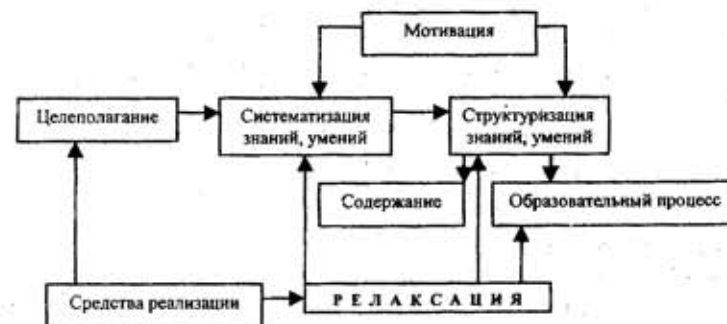 Мотивация
Целеполагание
Систематизация
знаний, умений
Структуризация
знаний, умений
Содержание
Образовательный процесс
Средства реализации
РЕЛАКСАЦИЯ